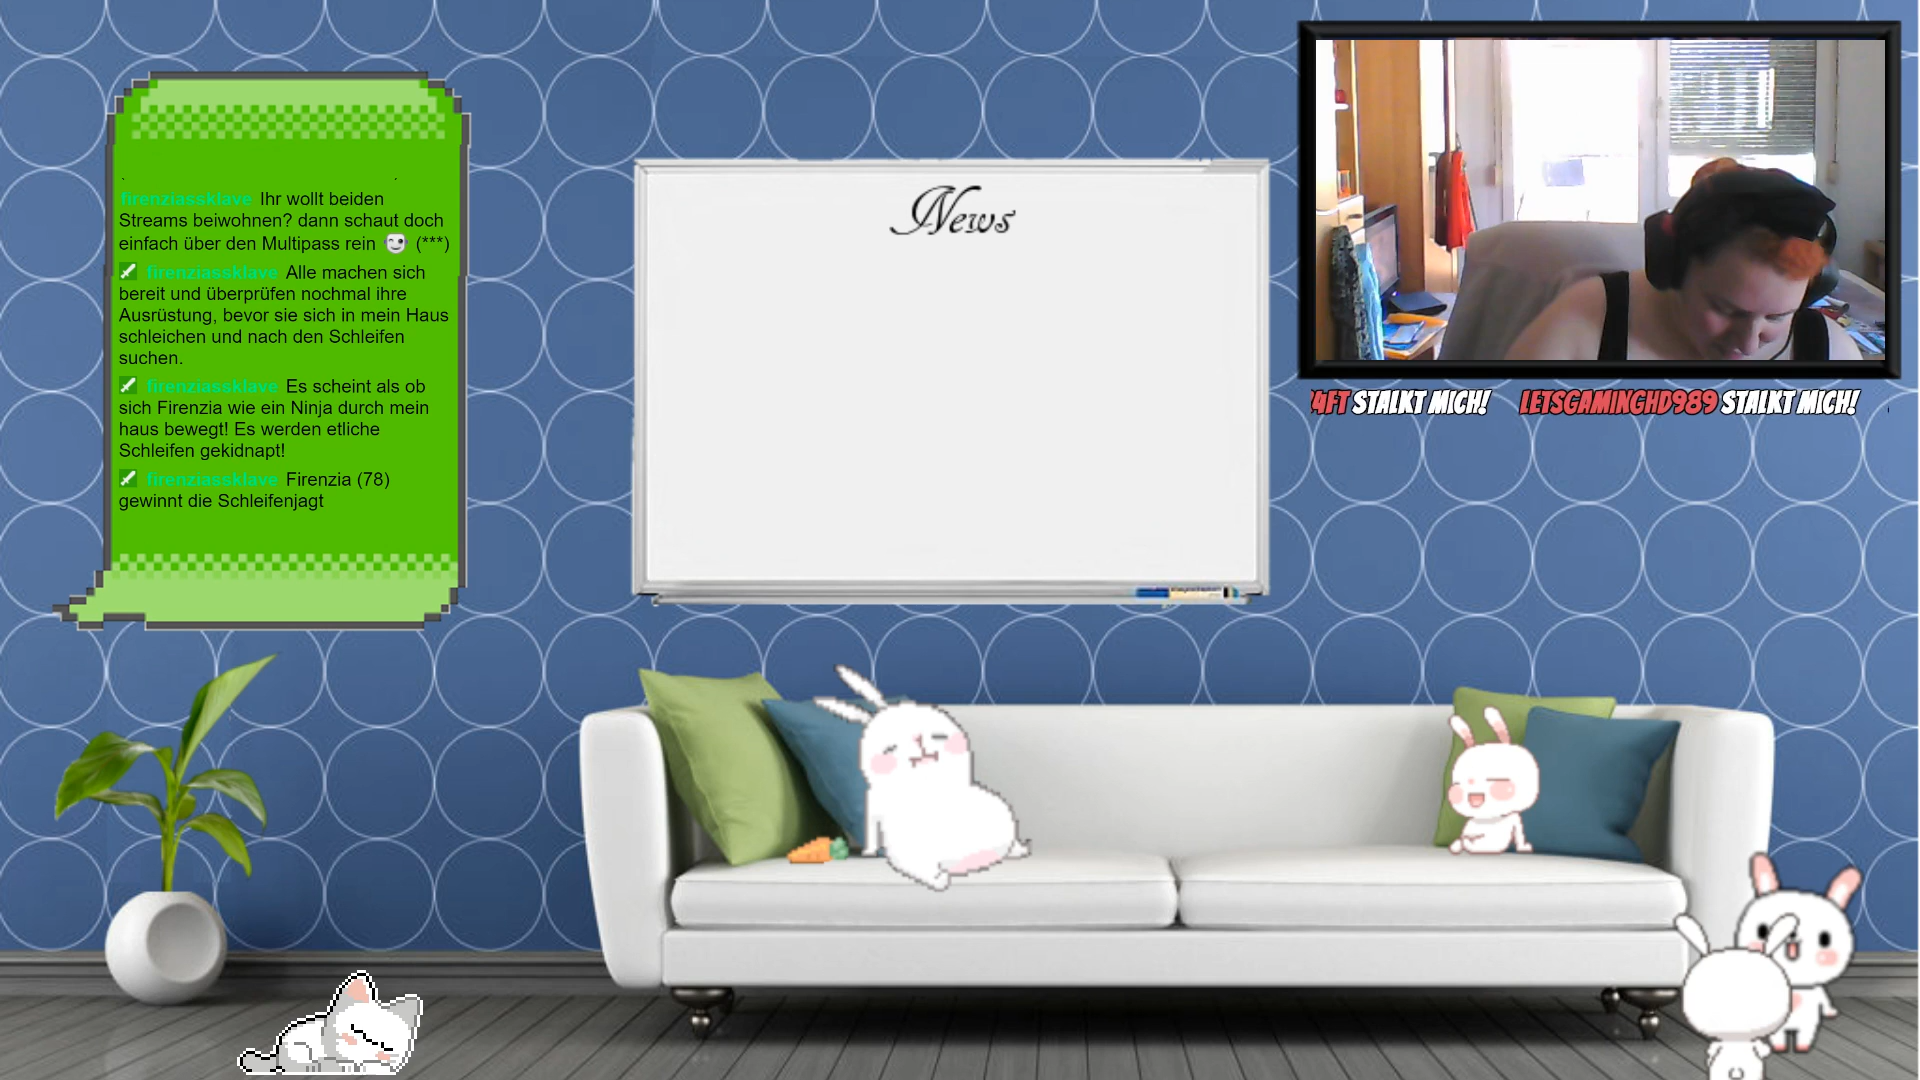 firenziassklave Ihr wollt beiden
Streams beiwohnen? dann schaut doch
einfach über den Multipass rein (***)
firenziassklave Alle machen sich
bereit und überprüfen nochmal ihre
Ausrüstung, bevor sie sich in mein Haus
schleichen und nach den Schleifen
suchen.
firenziassklave Es scheint als ob
sich Firenzia wie ein Ninja durch mein
haus bewegt! Es werden etliche
Schleifen gekidnapt!
firenziassklave Firenzia (78)
gewinnt die Schleifenjagt
News
4FT STALKT MICH! LETSGAMINGHD989 STALKT MICH!